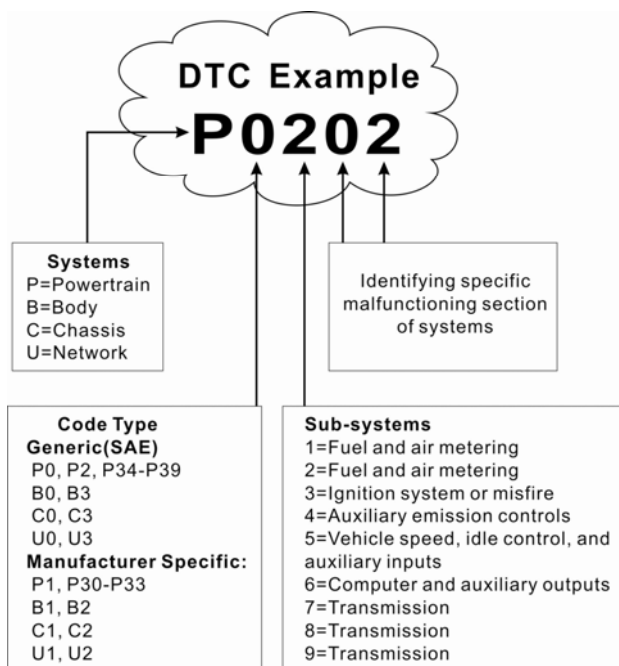 DTC Example
P0202
Systems
P=Powertrain
B=Body
C=Chassis
U=Network
Identifying specific
malfunctioning section
of systems
Code Type
Generic(SAE)
P0, P2, P34-P39
B0, B3
C0, C3
U0, U3
Manufacturer Specific:
P1, P30-P33
B1, B2
C1, C2
U1, U2
Sub-systems
1=Fuel and air metering
2=Fuel and air metering
3=Ignition system or misfire
4=Auxiliary emission controls
5=Vehicle speed, idle control, and
auxiliary inputs
6=Computer and auxiliary outputs
7=Transmission
8=Transmission
9=Transmission